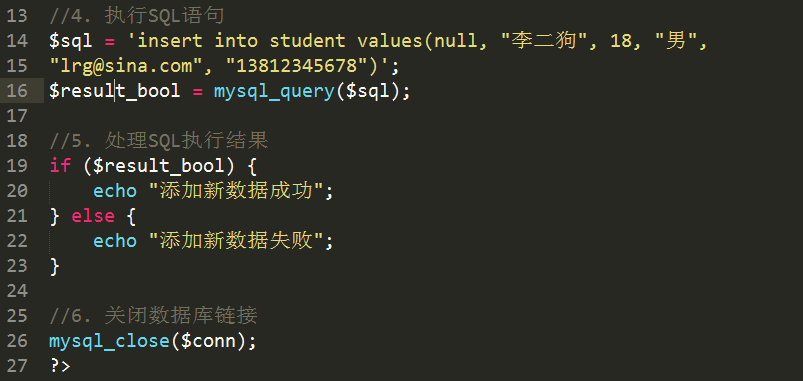 13 //4. 执行SQL语句
14 $sql = 'insert into student values(null, "李二狗", 18, "男",
15 "lrg@sina.com", "13812345678")';
16 $result_bool = mysql_query($sql);
17
18 //5. 处理SQL执行结果
19 if ($result_bool) {
20     echo "添加新数据成功";
21 } else {
22     echo "添加新数据失败";
23 }
24
25 //6. 关闭数据库链接
26 mysql_close($conn);
27 ?>